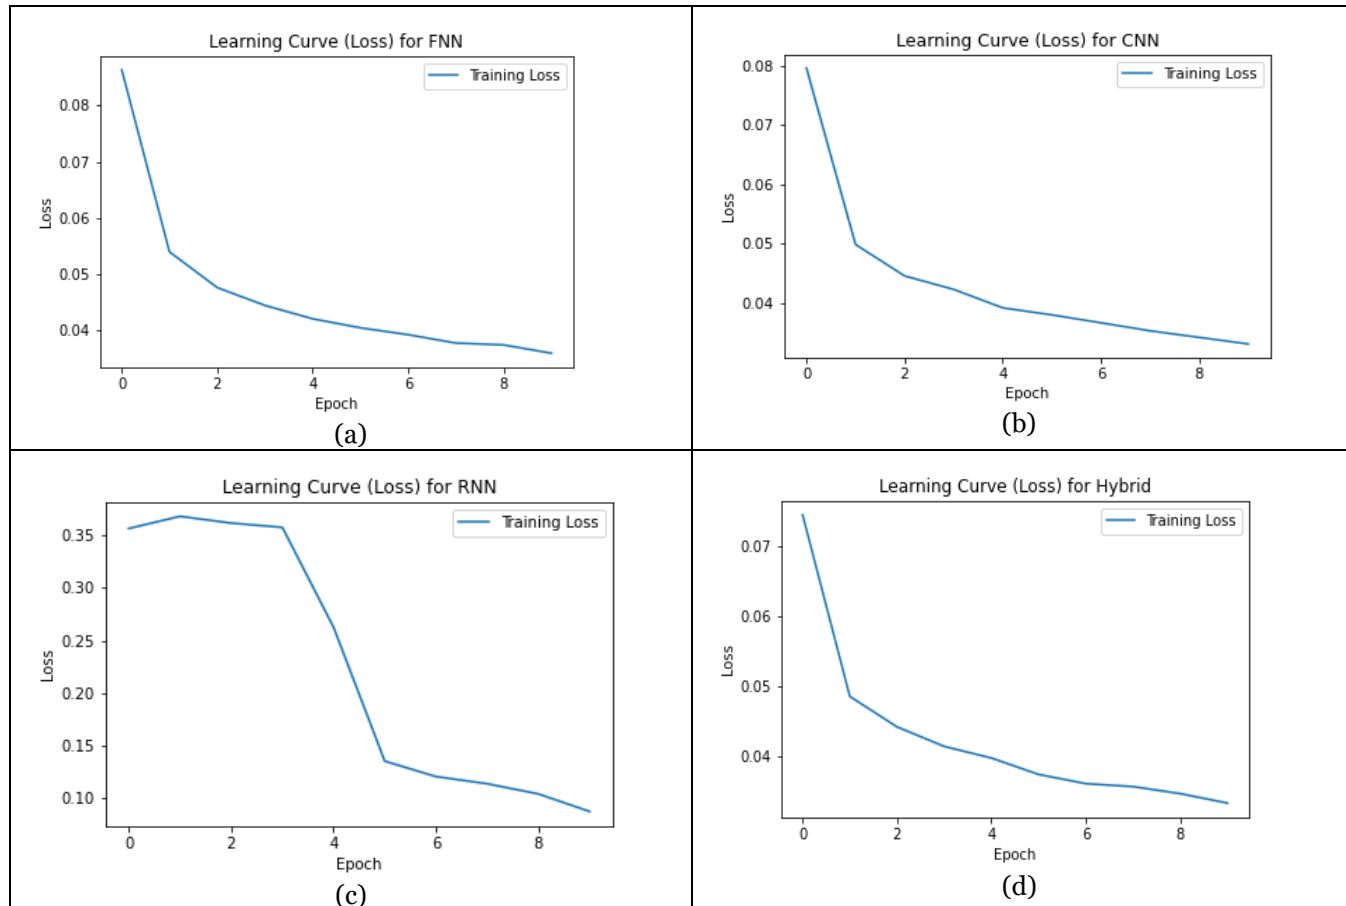 Learning Curve (Loss) for FNN
Training Loss
0.08
0.07
0.06
0.05
0.04
Loss
0 2 4 6 8
Epoch
(a)
Learning Curve (Loss) for CNN
Training Loss
0.08
0.07
0.06
0.05
0.04
Loss
0 2 4 6 8
Epoch
(b)
Learning Curve (Loss) for RNN
Training Loss
0.35
0.30
0.25
0.20
0.15
0.10
Loss
0 2 4 6 8
Epoch
(c)
Learning Curve (Loss) for Hybrid
Training Loss
0.07
0.06
0.05
0.04
Loss
0 2 4 6 8
Epoch
(d)